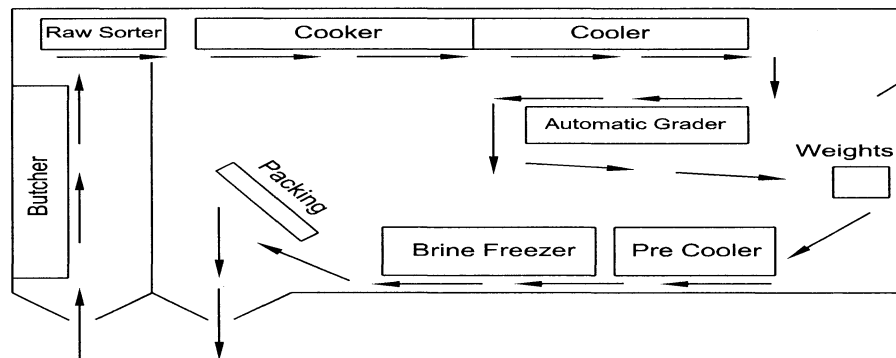 Raw Sorter
Cooker
Cooler
Automatic Grader
Weights
Butcher
Packing
Brine Freezer
Pre Cooler